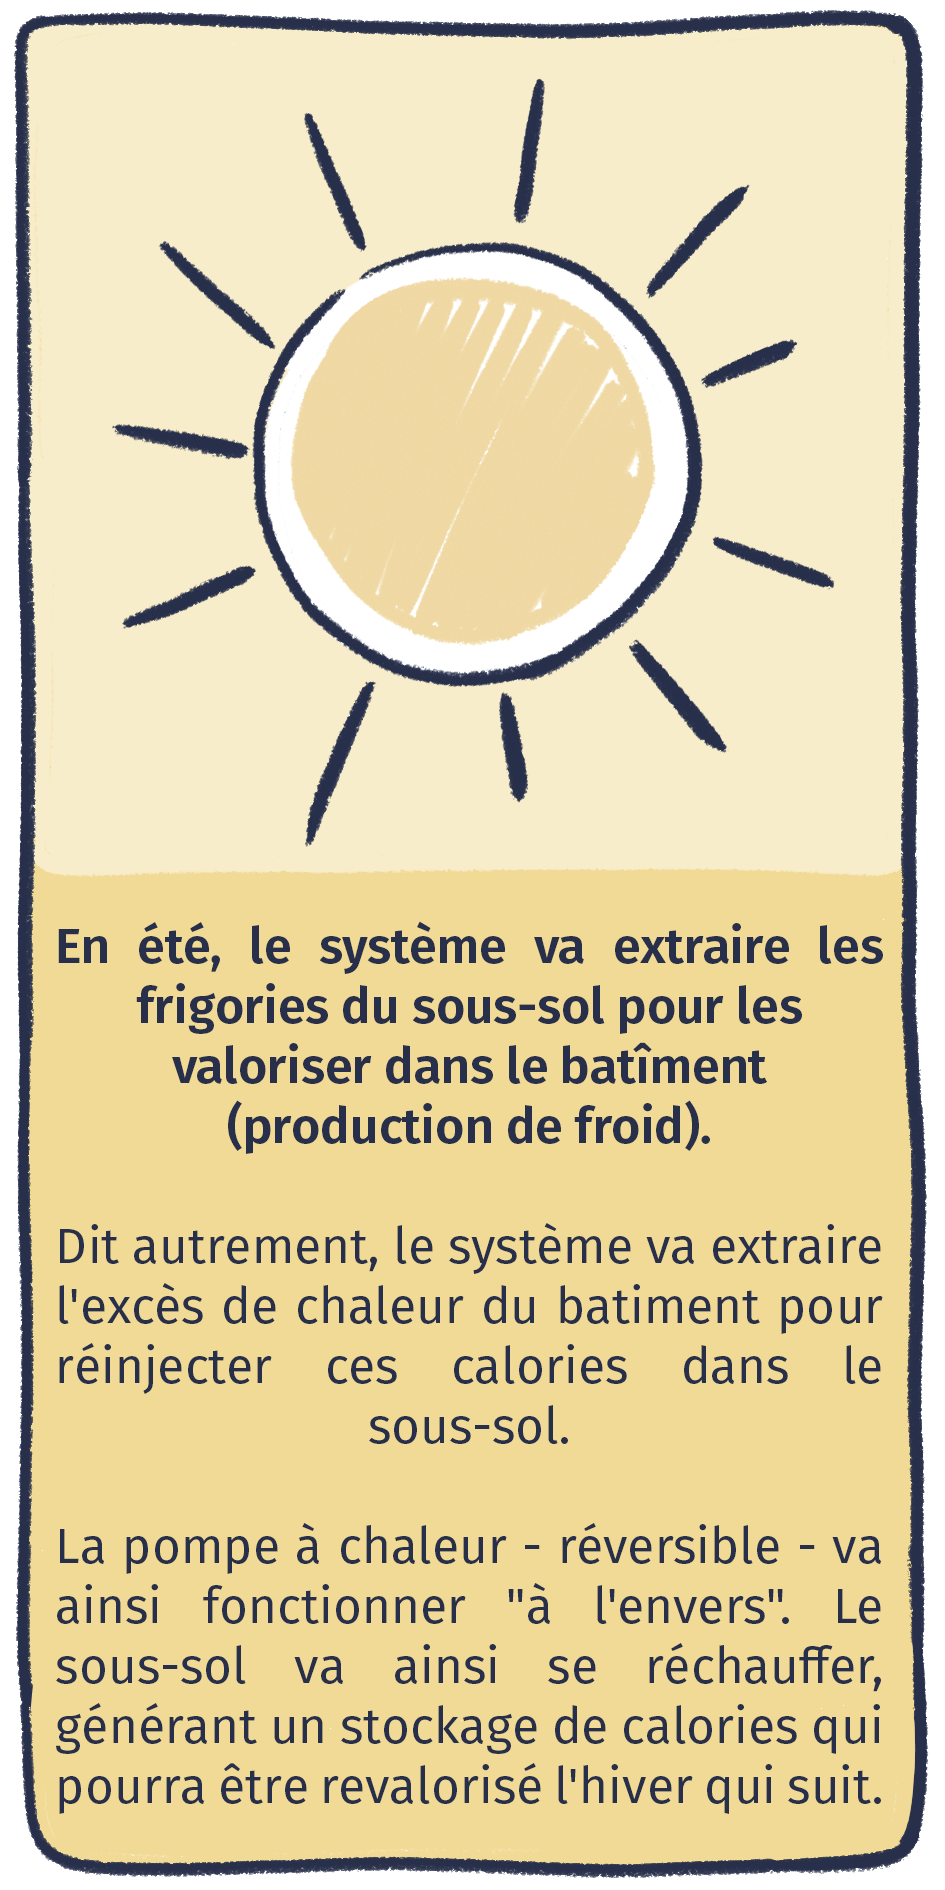 En été, le système va extraire les
frigories du sous-sol pour les
valoriser dans le batîment
(production de froid).
Dit autrement, le système va extraire
l'excès de chaleur du batiment pour
réinjecter ces calories dans le
sous-sol.
La pompe à chaleur - réversible - va
ainsi fonctionner "à l'envers". Le
sous-sol va ainsi se réchauffer,
générant un stockage de calories qui
pourra être revalorisé l'hiver qui suit.